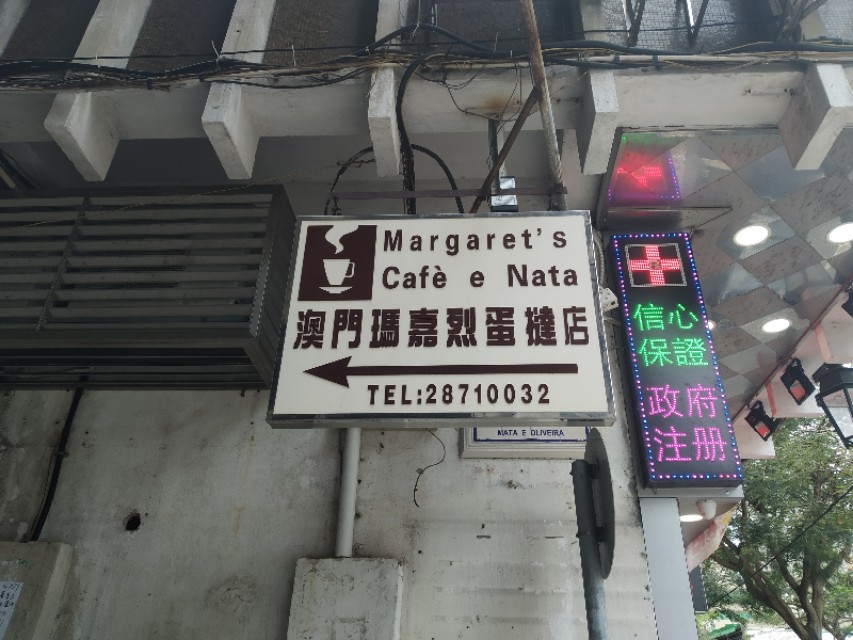 Margaret's
Cafè e Nata
澳門瑪嘉烈蛋撻店
TEL:28710032
MATA E OLIVEIRA
信心
保證
政府
注册